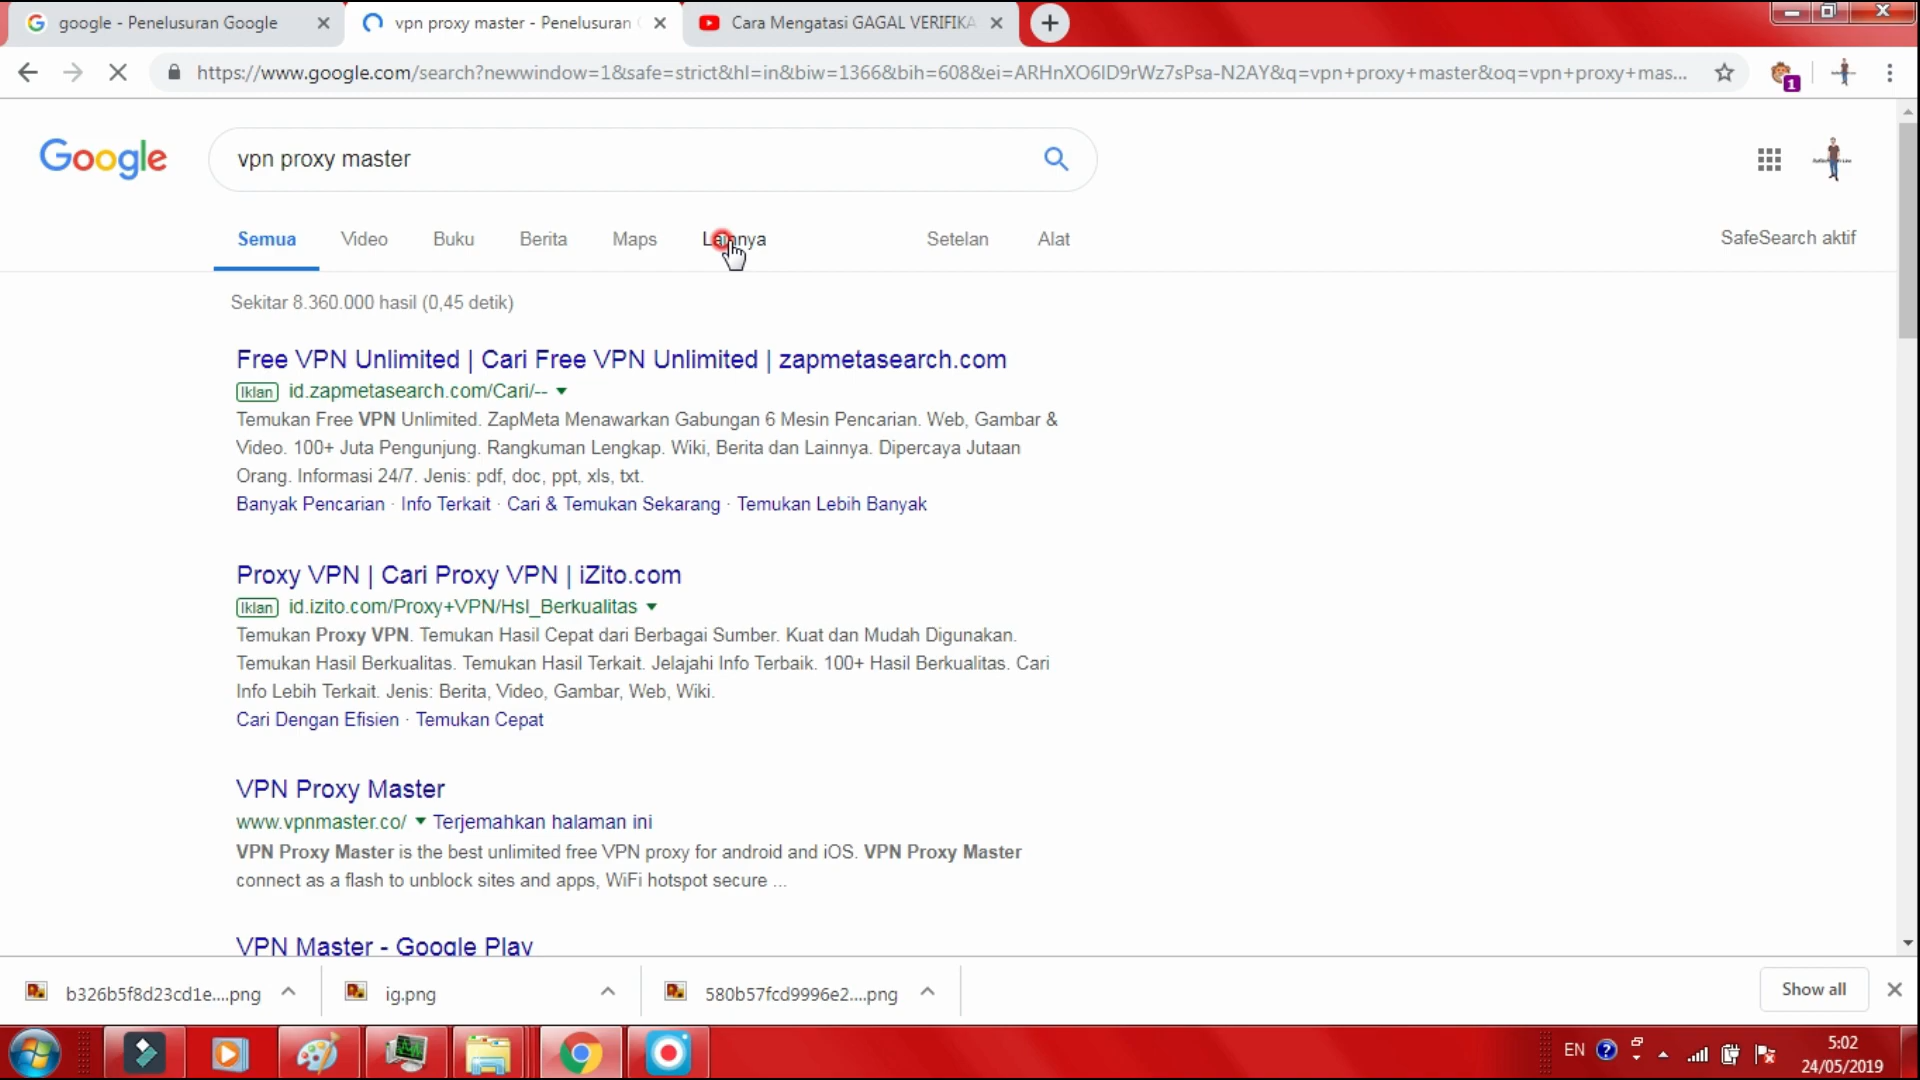 google - Penelusuran Google
vpn proxy master - Penelusuran
Cara Mengatasi GAGAL VERIFIKA
https://www.google.com/search?newwindow=1&safe=strict&hl=in&biw=1366&bih=608&ei=ARHnXO6ID9rWz7sPsa-N2AY&q=vpn+proxy+master&oq=vpn+proxy+mas...
1
Google
vpn proxy master
Semua Video Buku Berita Maps Lainnya Setelan Alat
SafeSearch aktif
Sekitar 8.360.000 hasil (0,45 detik)
Free VPN Unlimited | Cari Free VPN Unlimited | zapmetasearch.com
Iklan id.zapmetasearch.com/Cari/--
Temukan Free VPN Unlimited. ZapMeta Menawarkan Gabungan 6 Mesin Pencarian. Web, Gambar &
Video. 100+ Juta Pengunjung. Rangkuman Lengkap. Wiki, Berita dan Lainnya. Dipercaya Jutaan
Orang. Informasi 24/7. Jenis: pdf, doc, ppt, xls, txt.
Banyak Pencarian · Info Terkait · Cari & Temukan Sekarang · Temukan Lebih Banyak
Proxy VPN | Cari Proxy VPN | iZito.com
Iklan id.izito.com/Proxy+VPN/Hsl_Berkualitas
Temukan Proxy VPN. Temukan Hasil Cepat dari Berbagai Sumber. Kuat dan Mudah Digunakan.
Temukan Hasil Berkualitas. Temukan Hasil Terkait. Jelajahi Info Terbaik. 100+ Hasil Berkualitas. Cari
Info Lebih Terkait. Jenis: Berita, Video, Gambar, Web, Wiki.
Cari Dengan Efisien · Temukan Cepat
VPN Proxy Master
www.vpnmaster.co/ Terjemahkan halaman ini
VPN Proxy Master is the best unlimited free VPN proxy for android and iOS. VPN Proxy Master
connect as a flash to unblock sites and apps, WiFi hotspot secure ...
VPN Master - Google Play
b326b5f8d23cd1e....png
ig.png
580b57fcd9996e2....png
Show all
EN
5:02
24/05/2019